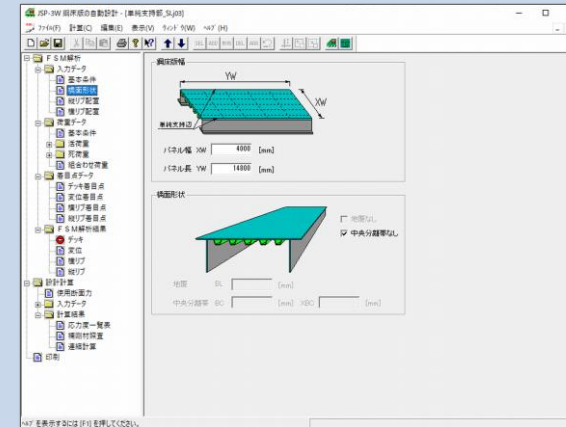 JSP-3W 鋼床版の自動設計 - [単純支持部_SLj03]
ファイル(F) 計算(C) 編集(E) 表示(V) ウィンドウ(W) ヘルプ(H)
FSM解析
入力データ
基本条件
橋面形状
縦リブ配置
横リブ配置
荷重データ
基本条件
活荷重
死荷重
組合わせ荷重
着目点データ
デッキ着目点
変位着目点
横リブ着目点
縦リブ着目点
FSM解析結果
デッキ
変位
横リブ
縦リブ
設計計算
使用断面力
入力データ
計算結果
応力度一覧表
補剛材照査
連結計算
印刷
鋼床版幅
YW
XW
単純支持辺
パネル幅 XW 4000 [mm]
パネル長 YW 14000 [mm]
橋面形状
地覆なし
中央分離帯なし
地覆 BL [mm]
中央分離帯 BC [mm] XBC [mm]
ヘルプを表示するには [F1] を押してください。